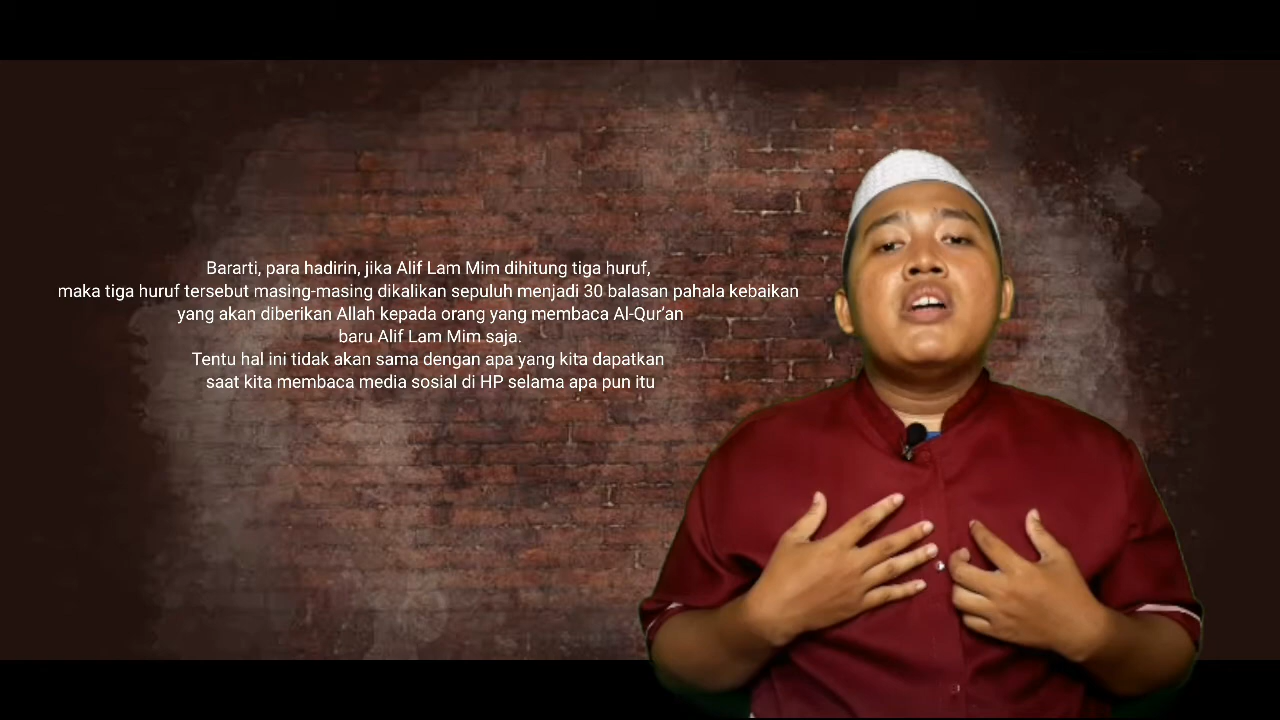 Bararti, para hadirin, jika Alif Lam Mim dihitung tiga huruf,
maka tiga huruf tersebut masing-masing dikalikan sepuluh menjadi 30 balasan pahala kebaikan
yang akan diberikan Allah kepada orang yang membaca Al-Qur'an
baru Alif Lam Mim saja.
Tentu hal ini tidak akan sama dengan apa yang kita dapatkan
saat kita membaca media sosial di HP selama apa pun itu